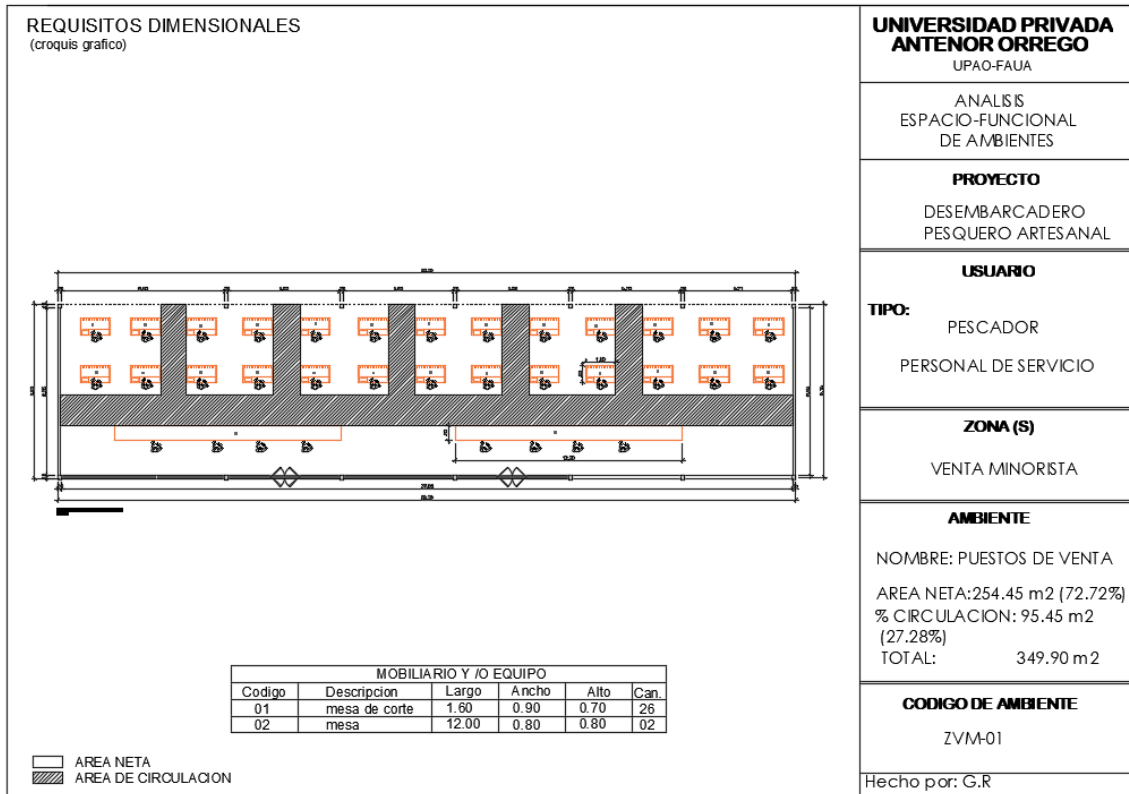 REQUISITOS DIMENSIONALES
(croquis grafico)
UNIVERSIDAD PRIVADA
ANTENOR ORREGO
UPAO-FAUA
ANALISIS
ESPACIO-FUNCIONAL
DE AMBIENTES
PROYECTO
DESEMBARCADERO
PESQUERO ARTESANAL
USUARIO
TIPO:
PESCADOR
PERSONAL DE SERVICIO
ZONA (S)
VENTA MINORISTA
AMBIENTE
NOMBRE: PUESTOS DE VENTA
AREA NETA:254.45 m2 (72.72%)
% CIRCULACION: 95.45 m2
(27.28%)
TOTAL: 349.90 m2
CODIGO DE AMBIENTE
ZVM-01
Hecho por: G.R
MOBILIARIO Y /O EQUIPO
Codigo Descripcion Largo Ancho Alto Can.
01 mesa de corte 1.60 0.90 0.70 26
02 mesa 12.00 0.80 0.80 02
AREA NETA
AREA DE CIRCULACION